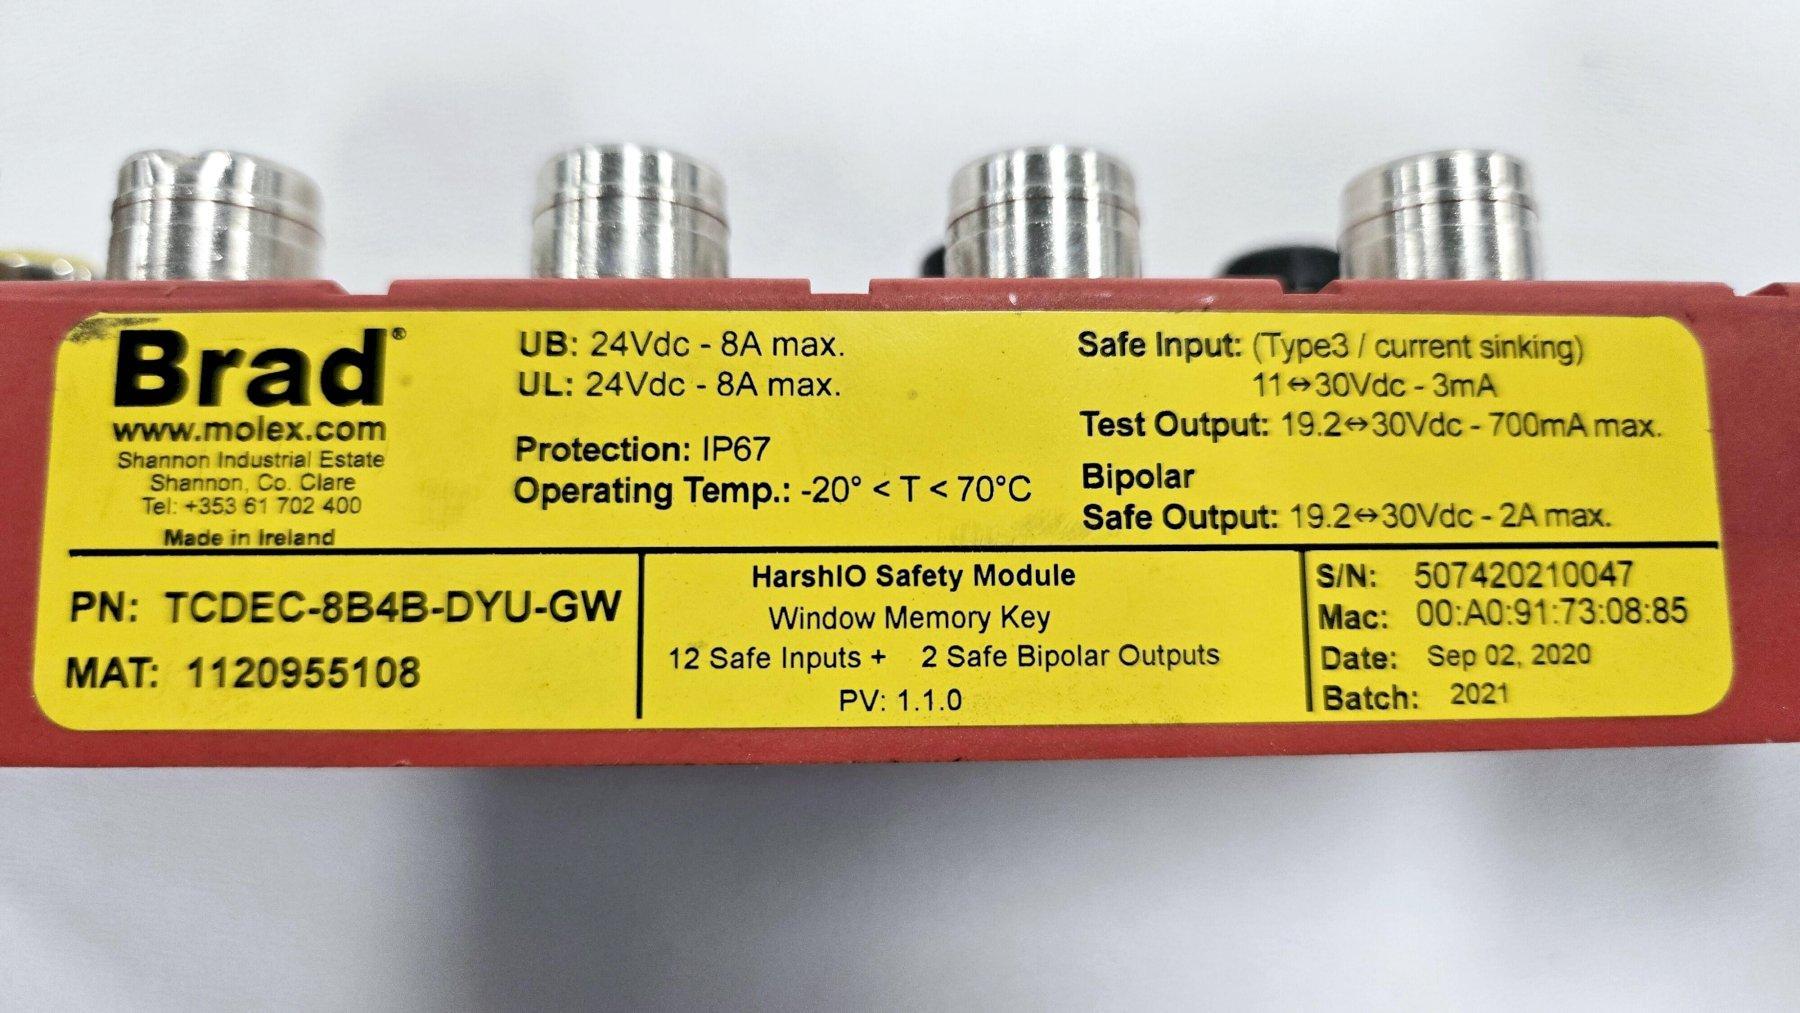 Brad®
www.molex.com
Shannon Industrial Estate
Shannon, Co. Clare
Tel: +353 61 702 400
Made in Ireland
UB: 24Vdc - 8A max.
UL: 24Vdc - 8A max.
Protection: IP67
Operating Temp.: -20° < T < 70°C
Safe Input: (Type3 / current sinking)
11↔30Vdc - 3mA
Test Output: 19.2↔30Vdc - 700mA max.
Bipolar
Safe Output: 19.2↔30Vdc - 2A max.
PN: TCDEC-8B4B-DYU-GW
MAT: 1120955108
HarshIO Safety Module
Window Memory Key
12 Safe Inputs + 2 Safe Bipolar Outputs
PV: 1.1.0
S/N: 507420210047
Mac: 00:A0:91:73:08:85
Date: Sep 02, 2020
Batch: 2021